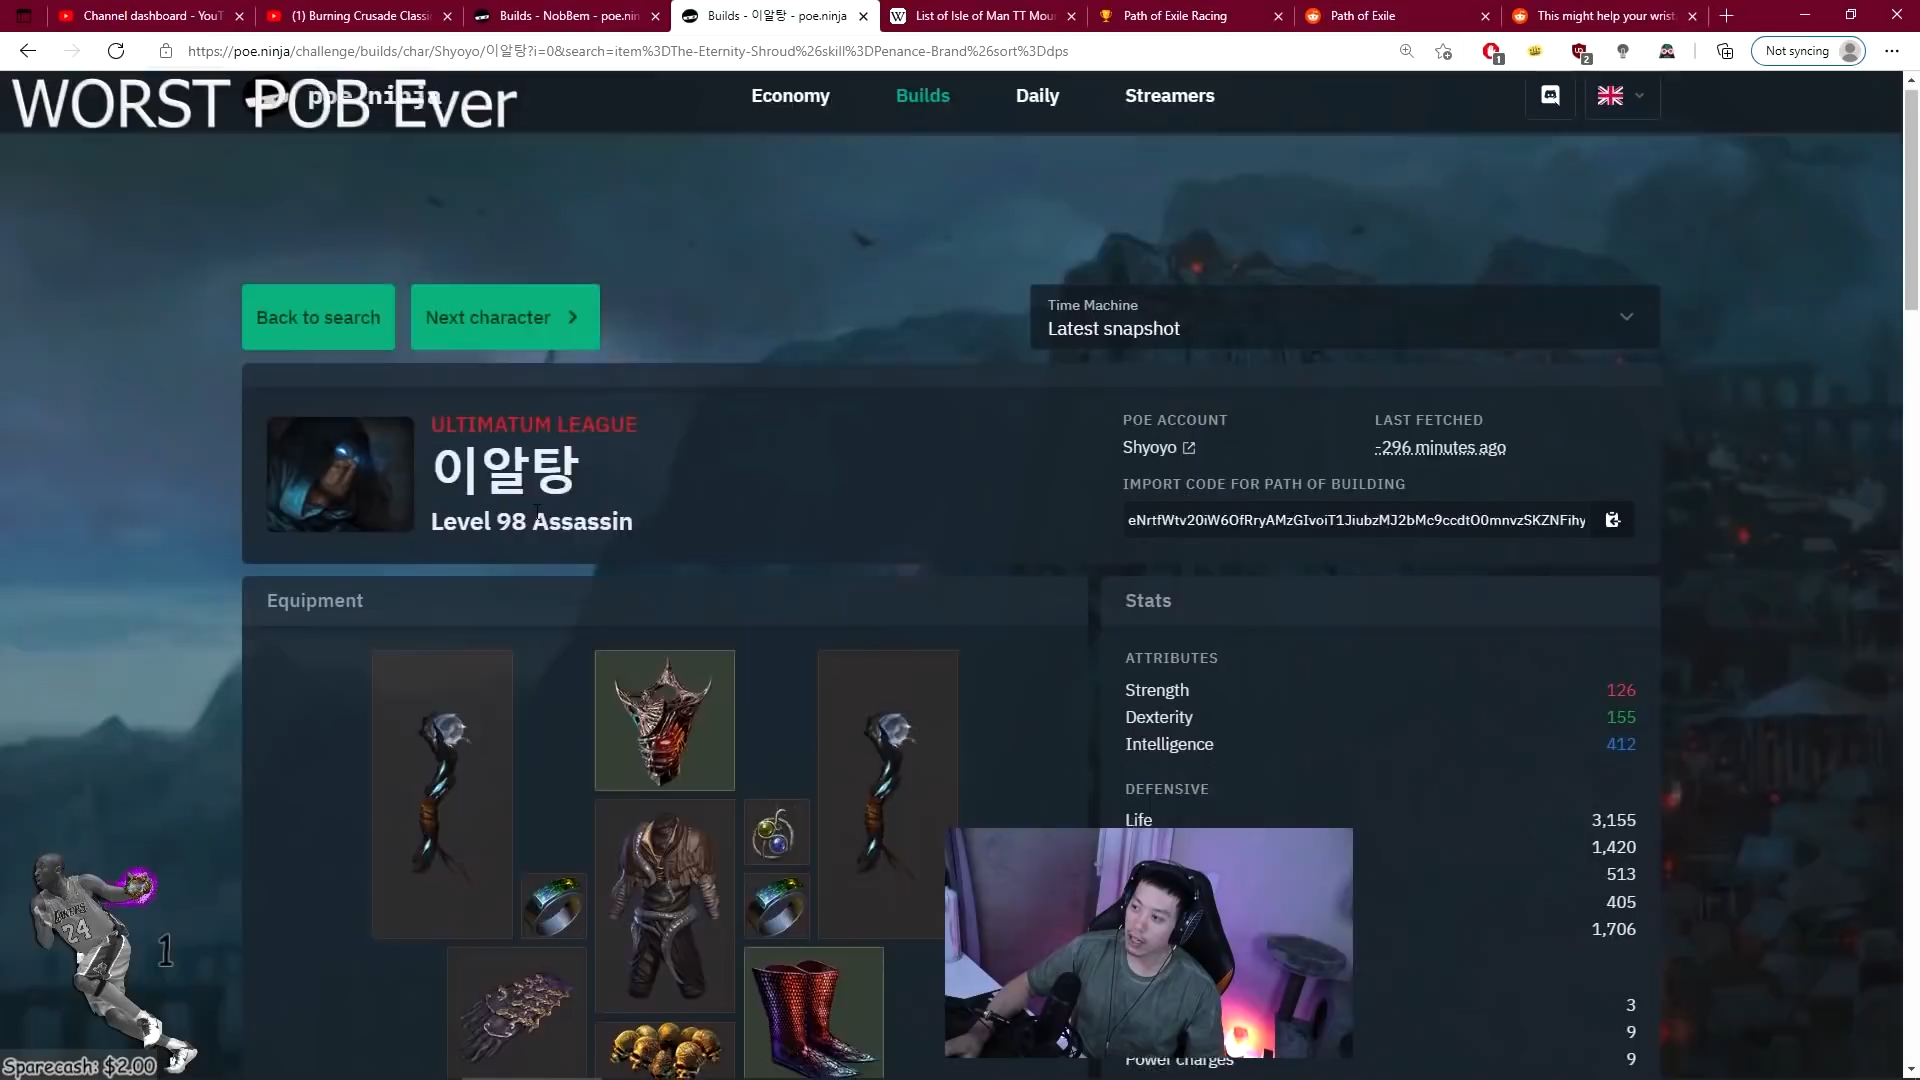 Channel dashboard - YouT
(1) Burning Crusade Classi
Builds - NobBem - poe.nin
Builds - 이알탕 - poe.ninja
List of Isle of Man TT Mou
Path of Exile Racing
Path of Exile
This might help your wrist
https://poe.ninja/challenge/builds/char/Shyoyo/이알탕?i=0&search=item%3DThe-Eternity-Shroud%26skill%3DPenance-Brand%26sort%3Ddps
1
2
Not syncing
WORST POB Ever
poe.ninja
Economy
Builds
Daily
Streamers
Back to search
Next character
Time Machine
Latest snapshot
ULTIMATUM LEAGUE
이알탕
Level 98 Assassin
POE ACCOUNT
Shyoyo
LAST FETCHED
-296 minutes ago
IMPORT CODE FOR PATH OF BUILDING
eNrtfWtv20iW6OfRryAMzGIvoiT1JiubzMJ2bMc9ccdtO0mnvzSKZNFihy
Equipment
Stats
ATTRIBUTES
Strength 126
Dexterity 155
Intelligence 412
DEFENSIVE
Life 3,155
1,420
513
405
1,706
3
9
Power charges 9
LAKERS
24
1
Sparecash: $2.00